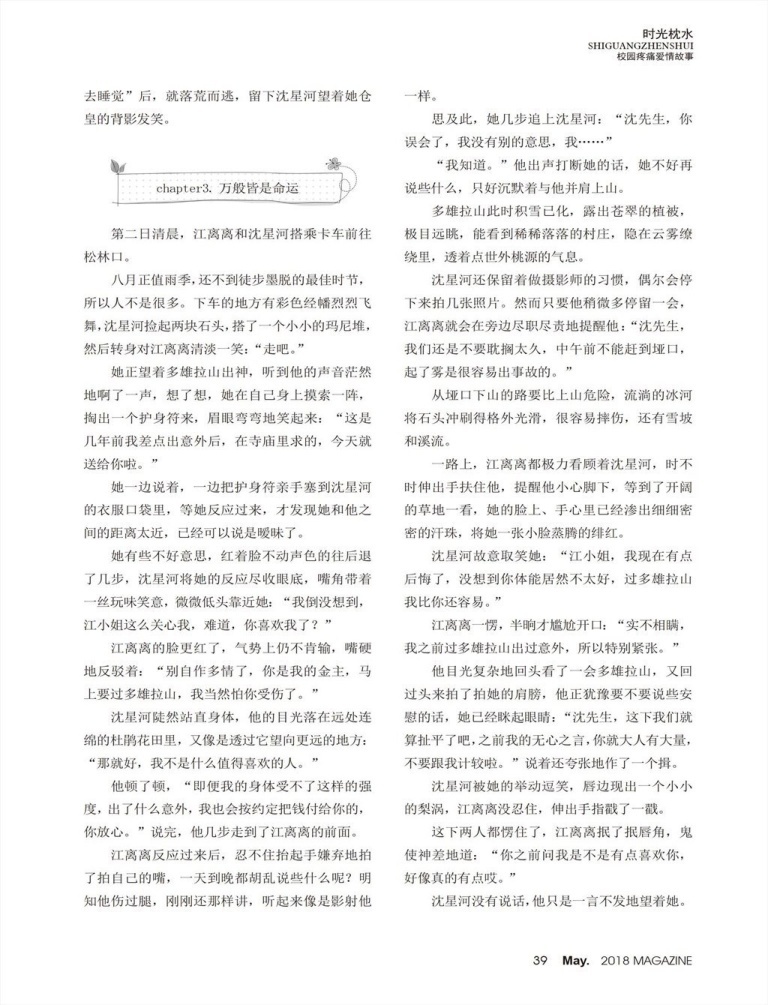 时光枕水
SHIGUANGZHENSHUI
校园疼痛爱情故事
去睡觉”后，就落荒而逃，留下沈星河望着她仓
皇的背影发笑。
chapter3. 万般皆是命运
第二日清晨，江离离和沈星河搭乘卡车前往
松林口。
八月正值雨季，还不到徒步墨脱的最佳时节，
所以人不是很多。下车的地方有彩色经幡烈烈飞
舞，沈星河捡起两块石头，搭了一个小小的玛尼堆，
然后转身对江离离清淡一笑：“走吧。”
她正望着多雄拉山出神，听到他的声音茫然
地啊了一声，想了想，她在自己身上摸索一阵，
掏出一个护身符来，眉眼弯弯地笑起来：“这是
几年前我差点出意外后，在寺庙里求的，今天就
送给你啦。”
她一边说着，一边把护身符亲手塞到沈星河
的衣服口袋里，等她反应过来，才发现她和他之
间的距离太近，已经可以说是暧昧了。
她有些不好意思，红着脸不动声色的往后退
了几步，沈星河将她的反应尽收眼底，嘴角带着
一丝玩味笑意，微微低头靠近她：“我倒没想到，
江小姐这么关心我，难道，你喜欢我了？”
江离离的脸更红了，气势上仍不肯输，嘴硬
地反驳着：“别自作多情了，你是我的金主，马
上要过多雄拉山，我当然怕你受伤了。”
沈星河陡然站直身体，他的目光落在远处连
绵的杜鹃花田里，又像是透过它望向更远的地方：
“那就好，我不是什么值得喜欢的人。”
他顿了顿，“即便我的身体受不了这样的强
度，出了什么意外，我也会按约定把钱付给你的，
你放心。”说完，他几步走到了江离离的前面。
江离离反应过来后，忍不住抬起手嫌弃地拍
了拍自己的嘴，一天到晚都胡乱说些什么呢？明
知他伤过腿，刚刚还那样讲，听起来像是影射他
一样。
思及此，她几步追上沈星河：“沈先生，你
误会了，我没有别的意思，我……”
“我知道。”他出声打断她的话，她不好再
说些什么，只好沉默着与他并肩上山。
多雄拉山此时积雪已化，露出苍翠的植被，
极目远眺，能看到稀稀落落的村庄，隐在云雾缭
绕里，透着点世外桃源的气息。
沈星河还保留着做摄影师的习惯，偶尔会停
下来拍几张照片。然而只要他稍微多停留一会，
江离离就会在旁边尽职尽责地提醒他：“沈先生，
我们还是不要耽搁太久，中午前不能赶到垭口，
起了雾是很容易出事故的。”
从垭口下山的路要比上山危险，流淌的冰河
将石头冲刷得格外光滑，很容易摔伤，还有雪坡
和溪流。
一路上，江离离都极力看顾着沈星河，时不
时伸出手扶住他，提醒他小心脚下，等到了开阔
的草地一看，她的脸上、手心里已经渗出细细密
密的汗珠，将她一张小脸蒸腾的绯红。
沈星河故意取笑她：“江小姐，我现在有点
后悔了，没想到你体能居然不太好，过多雄拉山
我比你还容易。”
江离离一愣，半晌才尴尬开口：“实不相瞒，
我之前过多雄拉山出过意外，所以特别紧张。”
他目光复杂地回头看了一会多雄拉山，又回
过头来拍了拍她的肩膀，他正犹豫要不要说些安
慰的话，她已经眯起眼睛：“沈先生，这下我们就
算扯平了吧，之前我的无心之言，你就大人有大量，
不要跟我计较啦。”说着还夸张地作了一个揖。
沈星河被她的举动逗笑，唇边现出一个小小
的梨涡，江离离没忍住，伸出手指戳了一戳。
这下两人都愣住了，江离离抿了抿唇角，鬼
使神差地道：“你之前问我是不是有点喜欢你，
好像真的有点哎。”
沈星河没有说话，他只是一言不发地望着她。
39 May. 2018 MAGAZINE